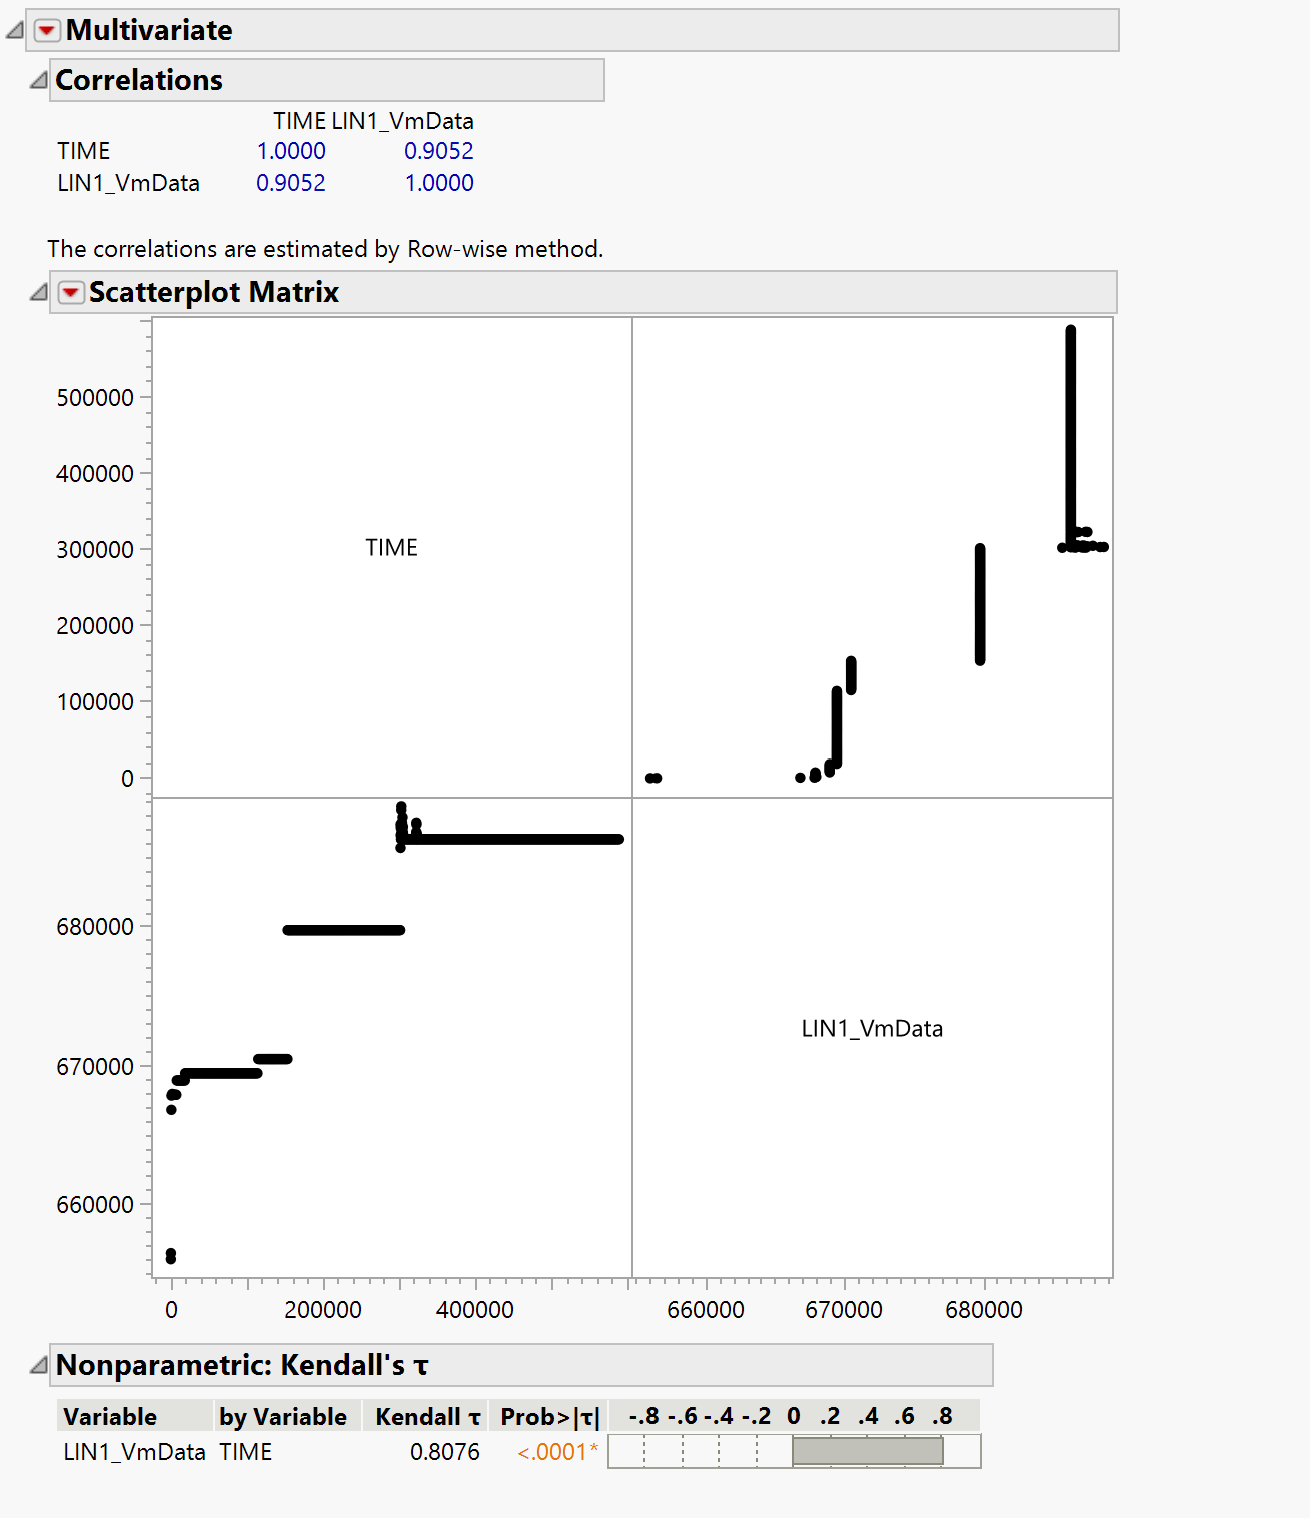 Multivariate
Correlations
TIME LIN1_VmData
TIME 1.0000 0.9052
LIN1_VmData 0.9052 1.0000
The correlations are estimated by Row-wise method.
Scatterplot Matrix
500000
400000
300000
200000
100000
0
TIME
680000
670000
660000
LIN1_VmData
0 200000 400000 660000 670000 680000
Nonparametric: Kendall's τ
Variable by Variable Kendall τ Prob>|τ| -.8 -.6 -.4 -.2 0 .2 .4 .6 .8
LIN1_VmData TIME 0.8076 <.0001*